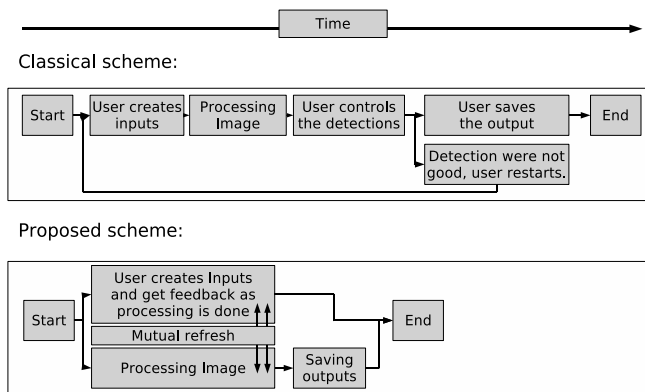 Time
Classical scheme:
Start
User creates
inputs
Processing
Image
User controls
the detections
User saves
the output
End
Detection were not
good, user restarts.
Proposed scheme:
Start
User creates Inputs
and get feedback as
processing is done
Mutual refresh
Processing Image
Saving
outputs
End